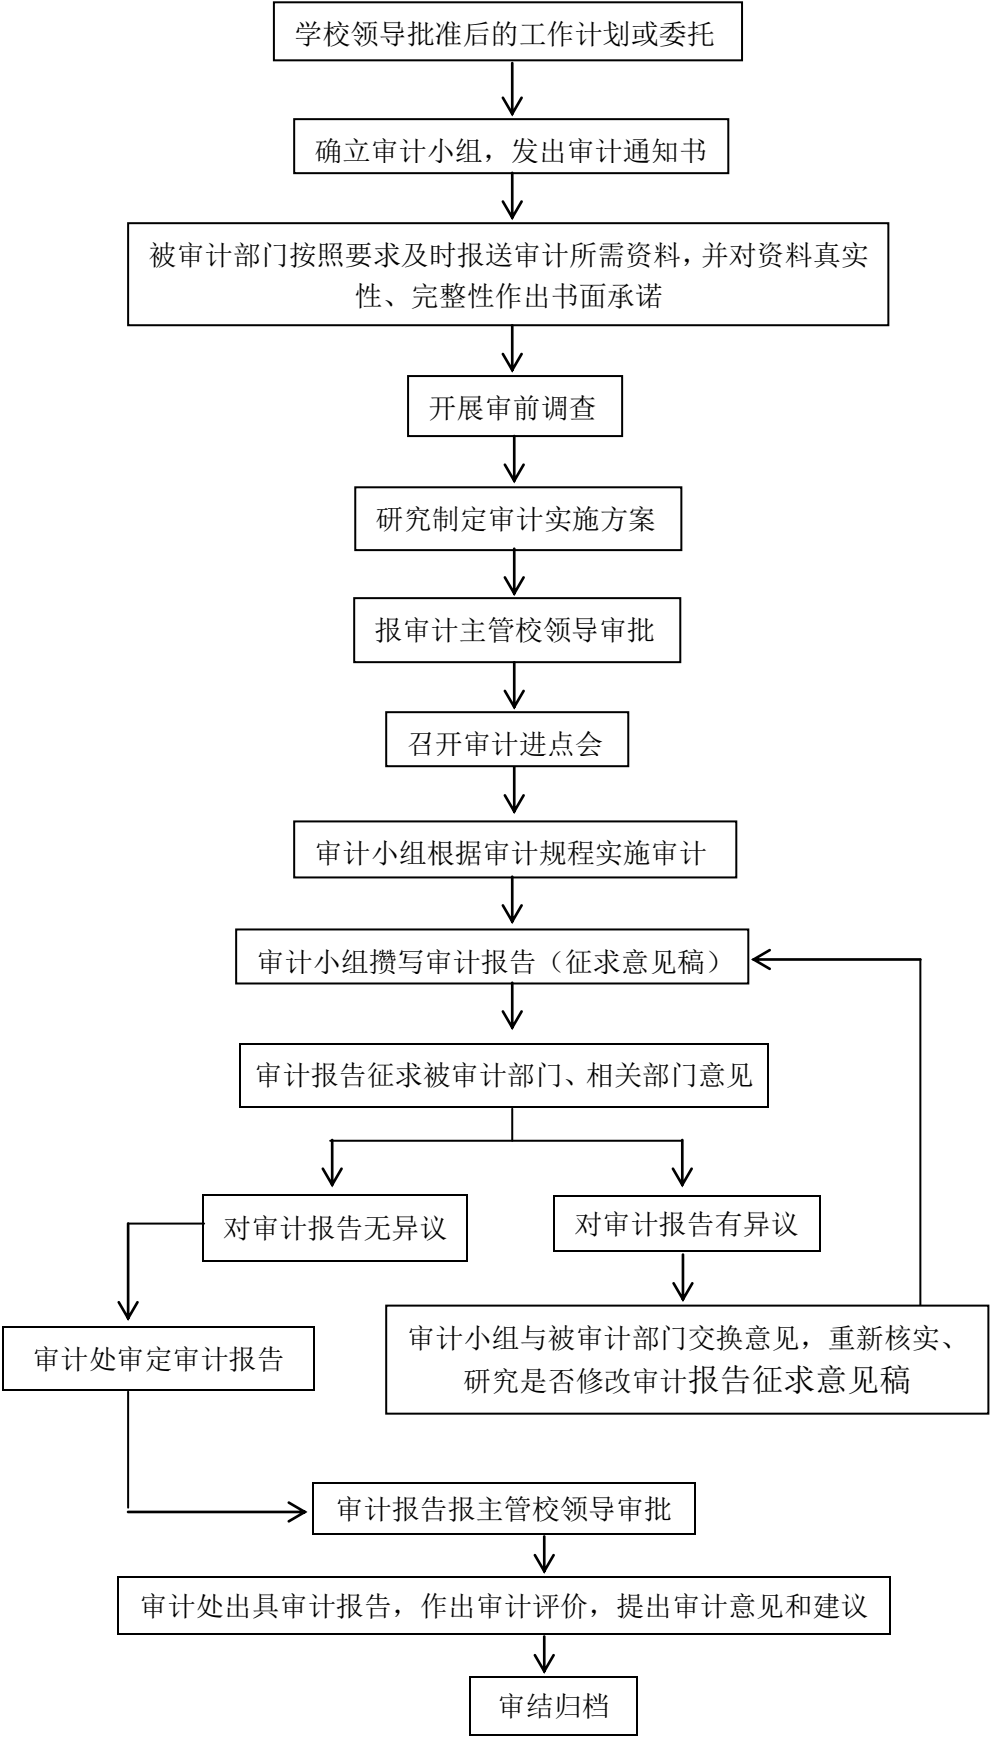 学校领导批准后的工作计划或委托
确立审计小组，发出审计通知书
被审计部门按照要求及时报送审计所需资料，并对资料真实
性、完整性作出书面承诺
开展审前调查
研究制定审计实施方案
报审计主管校领导审批
召开审计进点会
审计小组根据审计规程实施审计
审计小组攒写审计报告（征求意见稿）
审计报告征求被审计部门、相关部门意见
对审计报告无异议
对审计报告有异议
审计处审定审计报告
审计小组与被审计部门交换意见，重新核实、
研究是否修改审计报告征求意见稿
审计报告报主管校领导审批
审计处出具审计报告，作出审计评价，提出审计意见和建议
审结归档